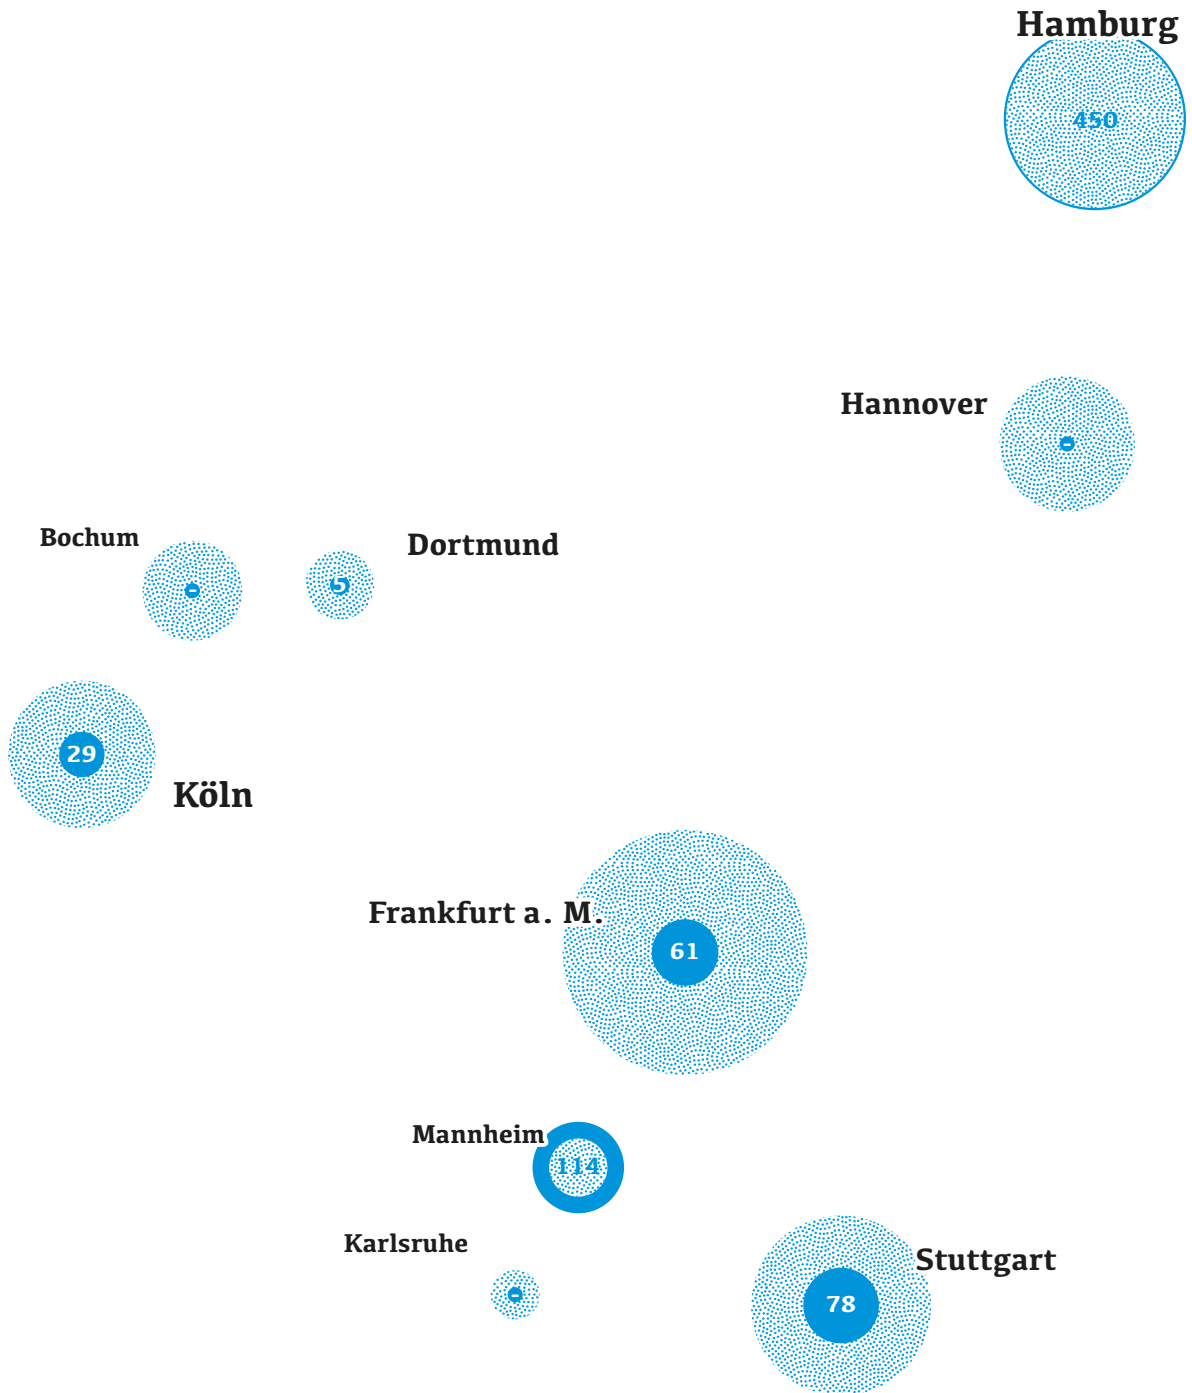 Hamburg
450
Hannover
-
Bochum
-
Dortmund
5
29
Köln
Frankfurt a. M.
61
Mannheim
114
Karlsruhe
-
Stuttgart
78